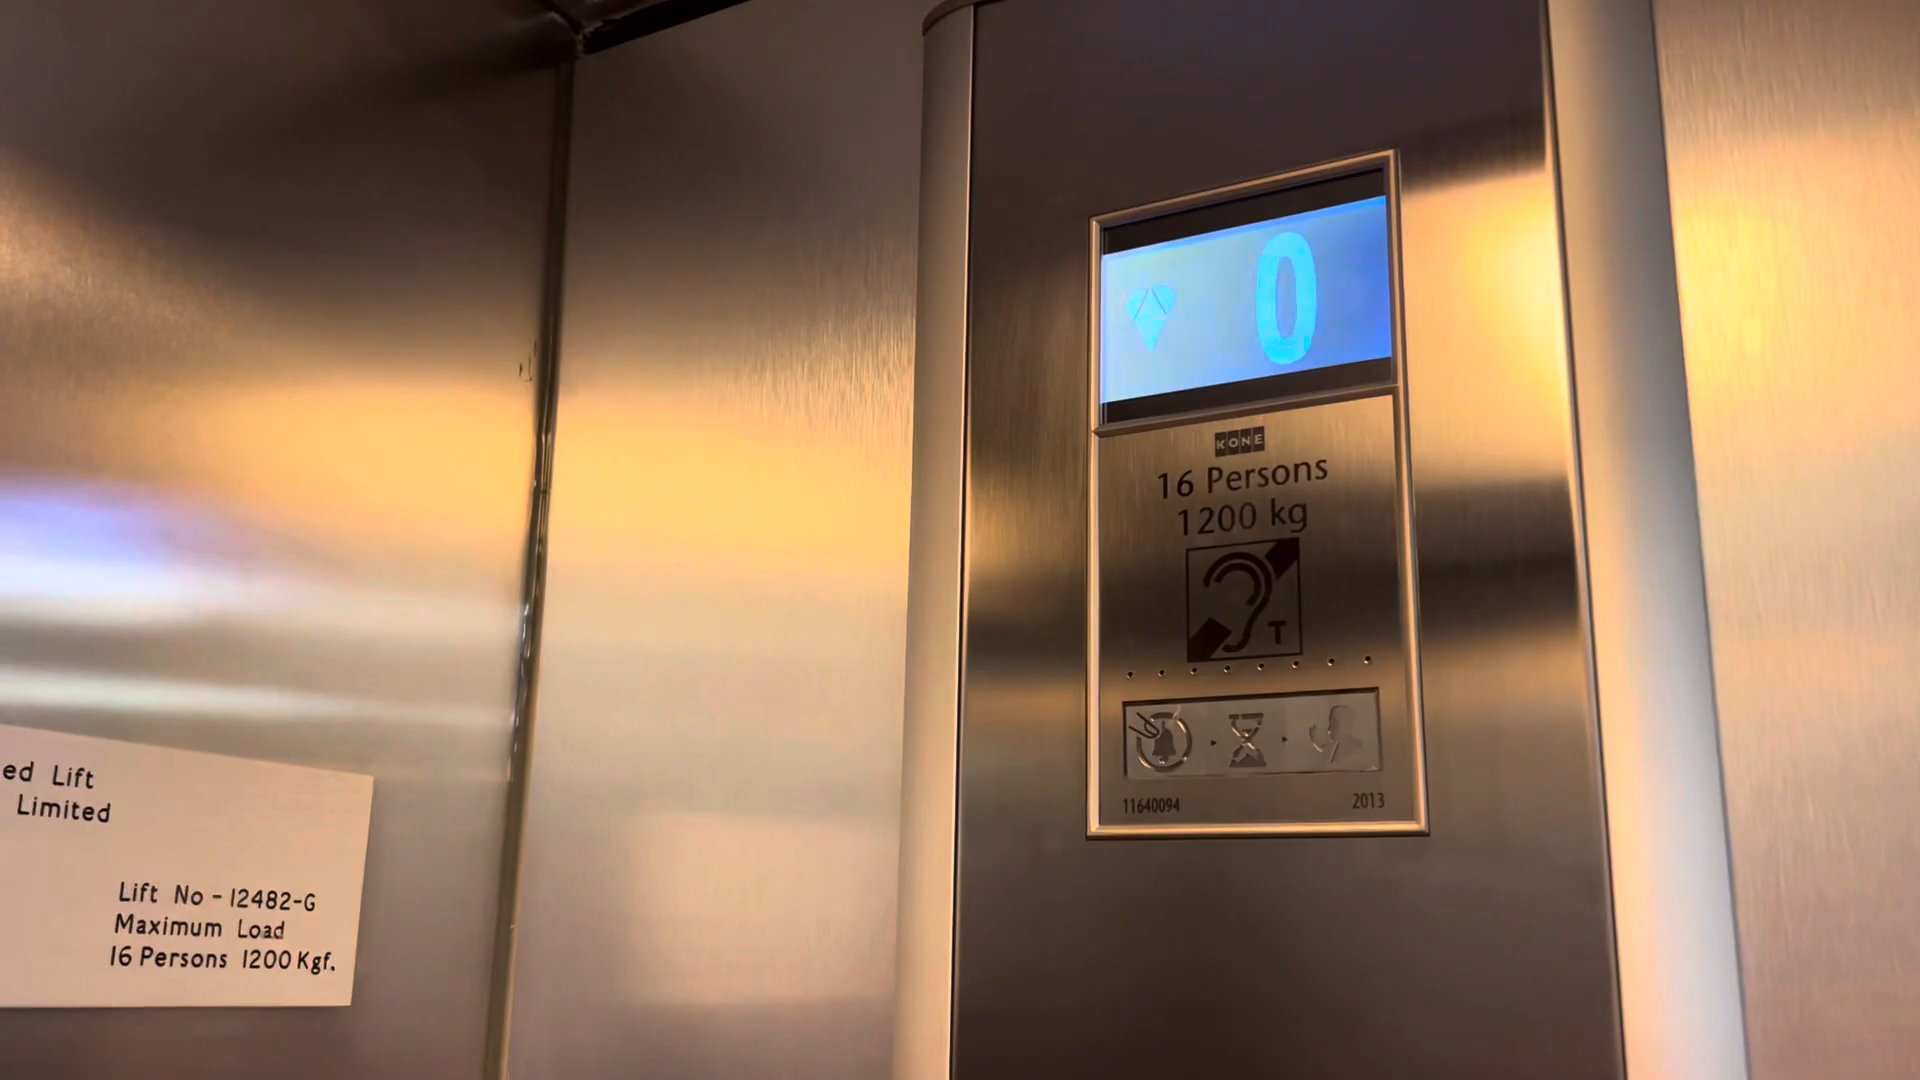 0
KONE
16 Persons
1200 kg
T
11640094 2013
ed Lift
Limited
Lift No - 12482-G
Maximum Load
16 Persons 1200 Kgf.